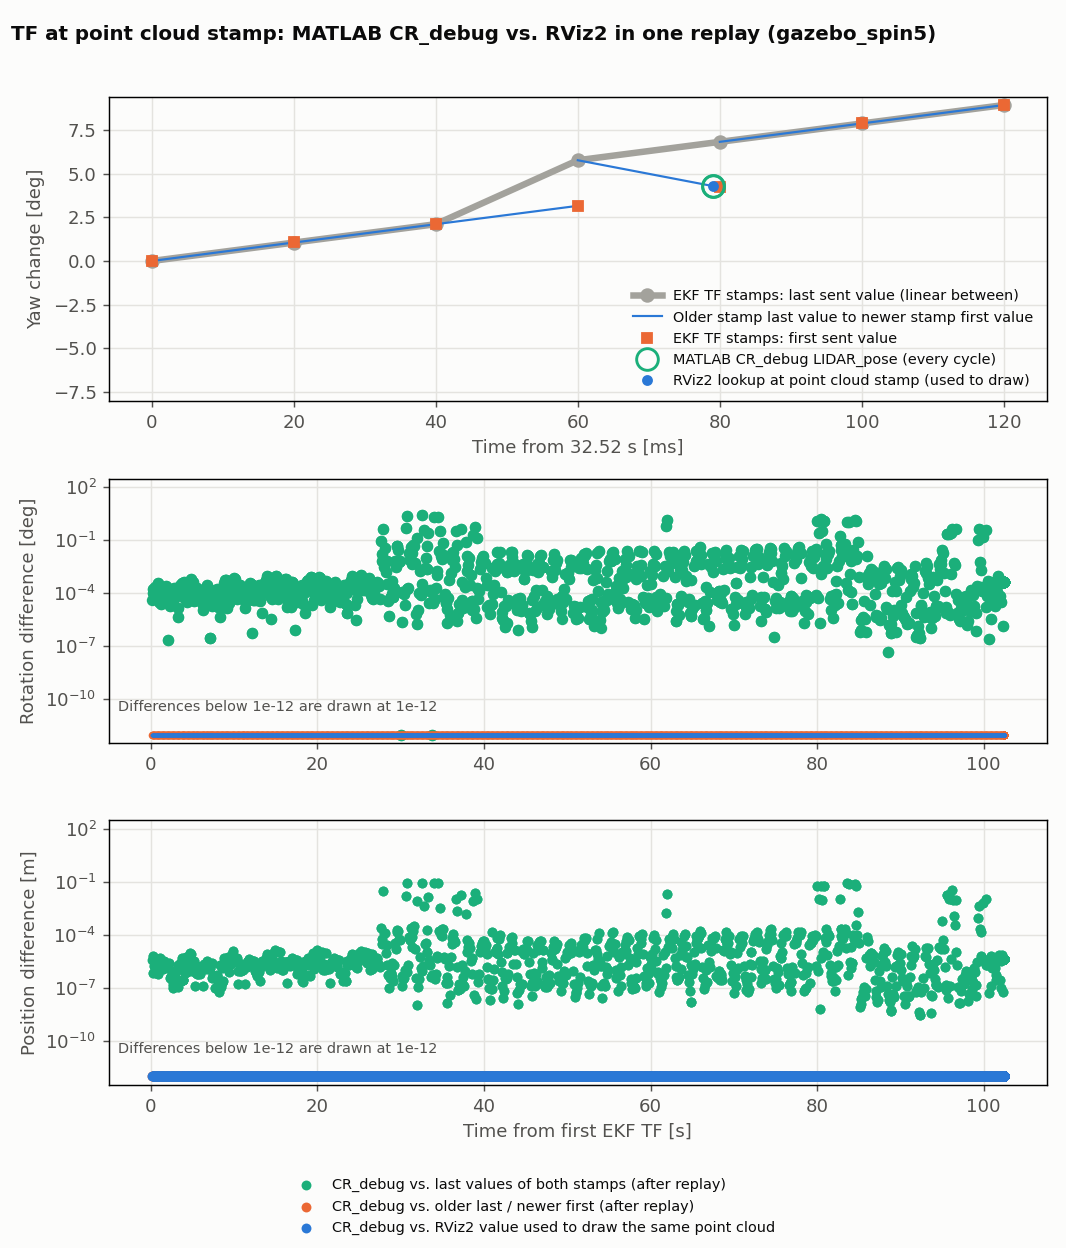 TF at point cloud stamp: MATLAB CR_debug vs. RViz2 in one replay (gazebo_spin5)
Yaw change [deg]
7.5
5.0
2.5
0.0
−2.5
−5.0
−7.5
EKF TF stamps: last sent value (linear between)
Older stamp last value to newer stamp first value
EKF TF stamps: first sent value
MATLAB CR_debug LIDAR_pose (every cycle)
RViz2 lookup at point cloud stamp (used to draw)
0 20 40 60 80 100 120
Time from 32.52 s [ms]
Rotation difference [deg]
10²
10⁻¹
10⁻⁴
10⁻⁷
10⁻¹⁰
Differences below 1e-12 are drawn at 1e-12
0 20 40 60 80 100
Position difference [m]
10²
10⁻¹
10⁻⁴
10⁻⁷
10⁻¹⁰
Differences below 1e-12 are drawn at 1e-12
0 20 40 60 80 100
Time from first EKF TF [s]
CR_debug vs. last values of both stamps (after replay)
CR_debug vs. older last / newer first (after replay)
CR_debug vs. RViz2 value used to draw the same point cloud